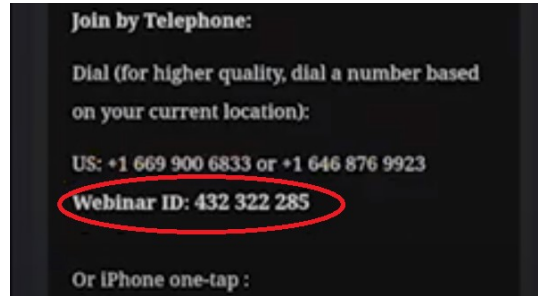 Join by Telephone:
Dial (for higher quality, dial a number based
on your current location):
US: +1 669 900 6833 or +1 646 876 9923
Webinar ID: 432 322 285
Or iPhone one-tap :